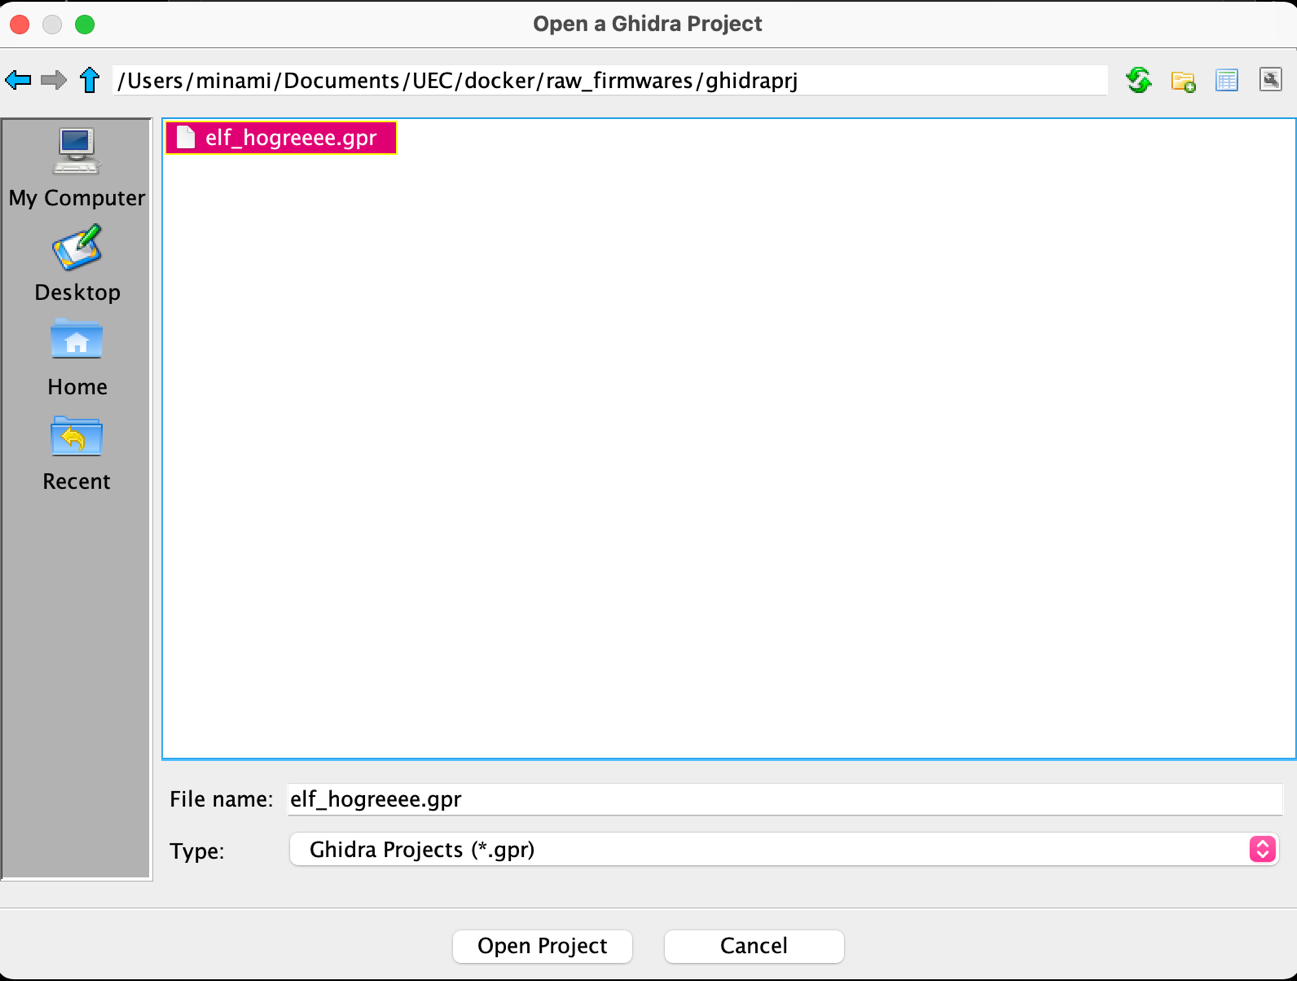 Open a Ghidra Project
/Users/minami/Documents/UEC/docker/raw_firmwares/ghidraprj
elf_hogreeee.gpr
My Computer
Desktop
Home
Recent
File name: elf_hogreeee.gpr
Type: Ghidra Projects (*.gpr)
Open Project Cancel